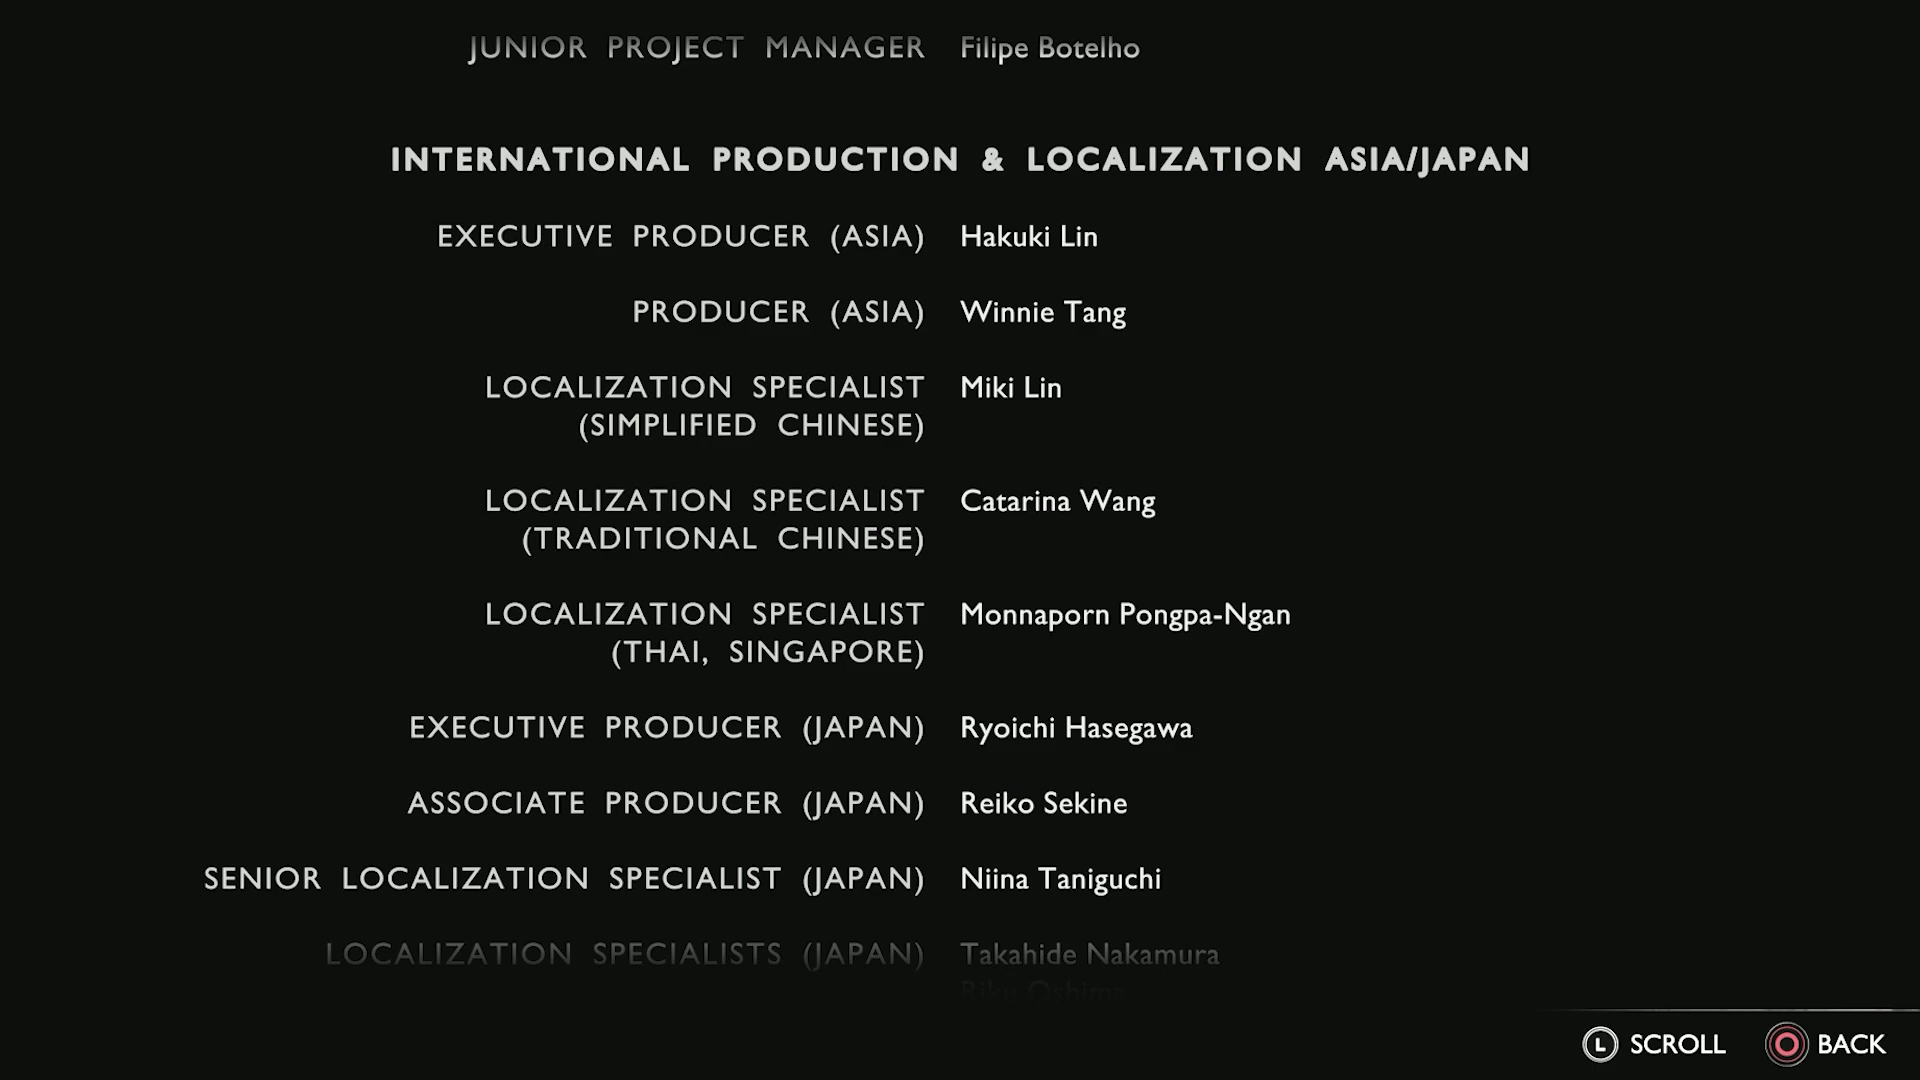 JUNIOR PROJECT MANAGER Filipe Botelho
INTERNATIONAL PRODUCTION & LOCALIZATION ASIA/JAPAN
EXECUTIVE PRODUCER (ASIA) Hakuki Lin
PRODUCER (ASIA) Winnie Tang
LOCALIZATION SPECIALIST Miki Lin
(SIMPLIFIED CHINESE)
LOCALIZATION SPECIALIST Catarina Wang
(TRADITIONAL CHINESE)
LOCALIZATION SPECIALIST Monnaporn Pongpa-Ngan
(THAI, SINGAPORE)
EXECUTIVE PRODUCER (JAPAN) Ryoichi Hasegawa
ASSOCIATE PRODUCER (JAPAN) Reiko Sekine
SENIOR LOCALIZATION SPECIALIST (JAPAN) Niina Taniguchi
LOCALIZATION SPECIALISTS (JAPAN) Takahide Nakamura
L SCROLL BACK